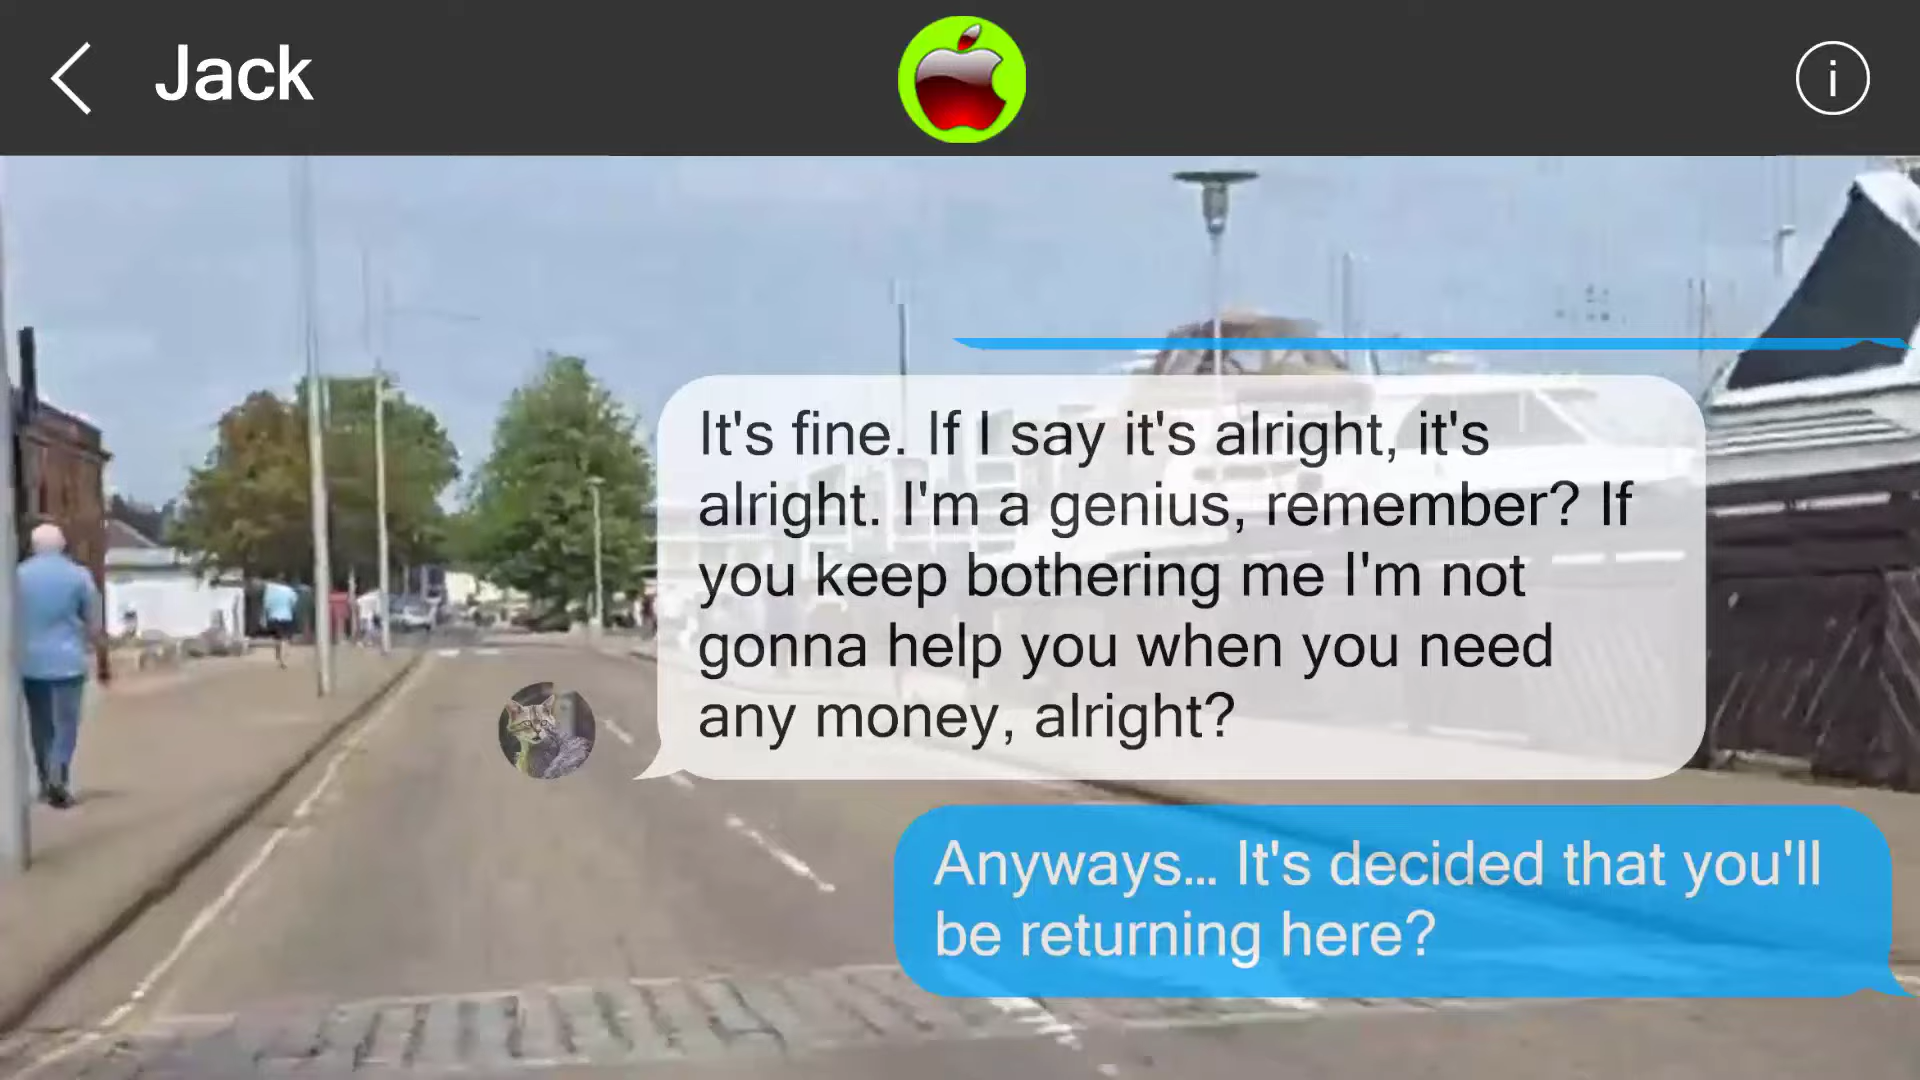 Jack
i
It's fine. If I say it's alright, it's
alright. I'm a genius, remember? If
you keep bothering me I'm not
gonna help you when you need
any money, alright?
Anyways... It's decided that you'll
be returning here?